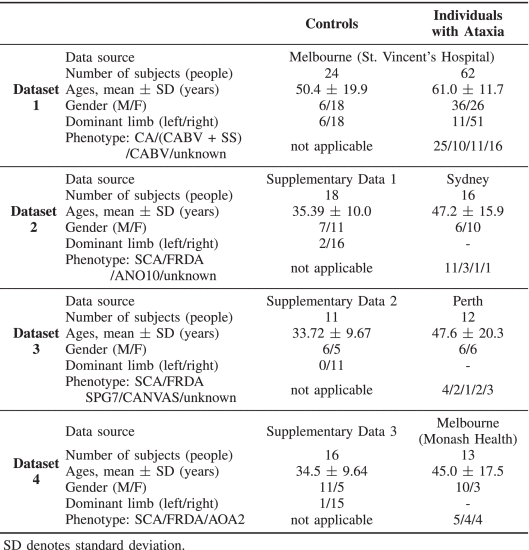 Controls Individuals with Ataxia
Data source Melbourne (St. Vincent's Hospital)
Number of subjects (people) 24 62
Dataset 1 Ages, mean ± SD (years) 50.4 ± 19.9 61.0 ± 11.7
Gender (M/F) 6/18 36/26
Dominant limb (left/right) 6/18 11/51
Phenotype: CA/(CABV + SS)
/CABV/unknown not applicable 25/10/11/16
Data source Supplementary Data 1 Sydney
Number of subjects (people) 18 16
Dataset 2 Ages, mean ± SD (years) 35.39 ± 10.0 47.2 ± 15.9
Gender (M/F) 7/11 6/10
Dominant limb (left/right) 2/16 -
Phenotype: SCA/FRDA
/ANO10/unknown not applicable 11/3/1/1
Data source Supplementary Data 2 Perth
Number of subjects (people) 11 12
Dataset 3 Ages, mean ± SD (years) 33.72 ± 9.67 47.6 ± 20.3
Gender (M/F) 6/5 6/6
Dominant limb (left/right) 0/11 -
Phenotype: SCA/FRDA
SPG7/CANVAS/unknown not applicable 4/2/1/2/3
Data source Supplementary Data 3 Melbourne (Monash Health)
Number of subjects (people) 16 13
Dataset 4 Ages, mean ± SD (years) 34.5 ± 9.64 45.0 ± 17.5
Gender (M/F) 11/5 10/3
Dominant limb (left/right) 1/15 -
Phenotype: SCA/FRDA/AOA2 not applicable 5/4/4
SD denotes standard deviation.